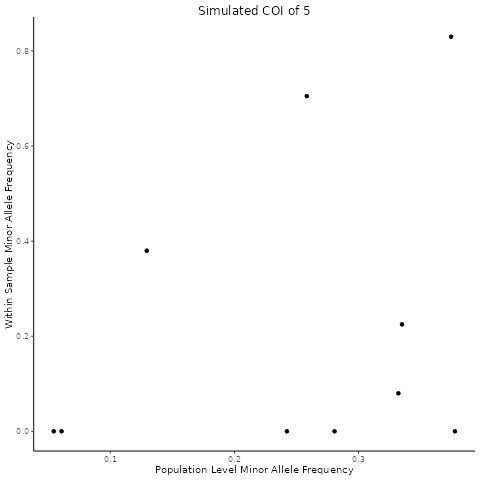 Simulated COI of 5
Within Sample Minor Allele Frequency
0.8
0.6
0.4
0.2
0.0
0.1
0.2
0.3
Population Level Minor Allele Frequency